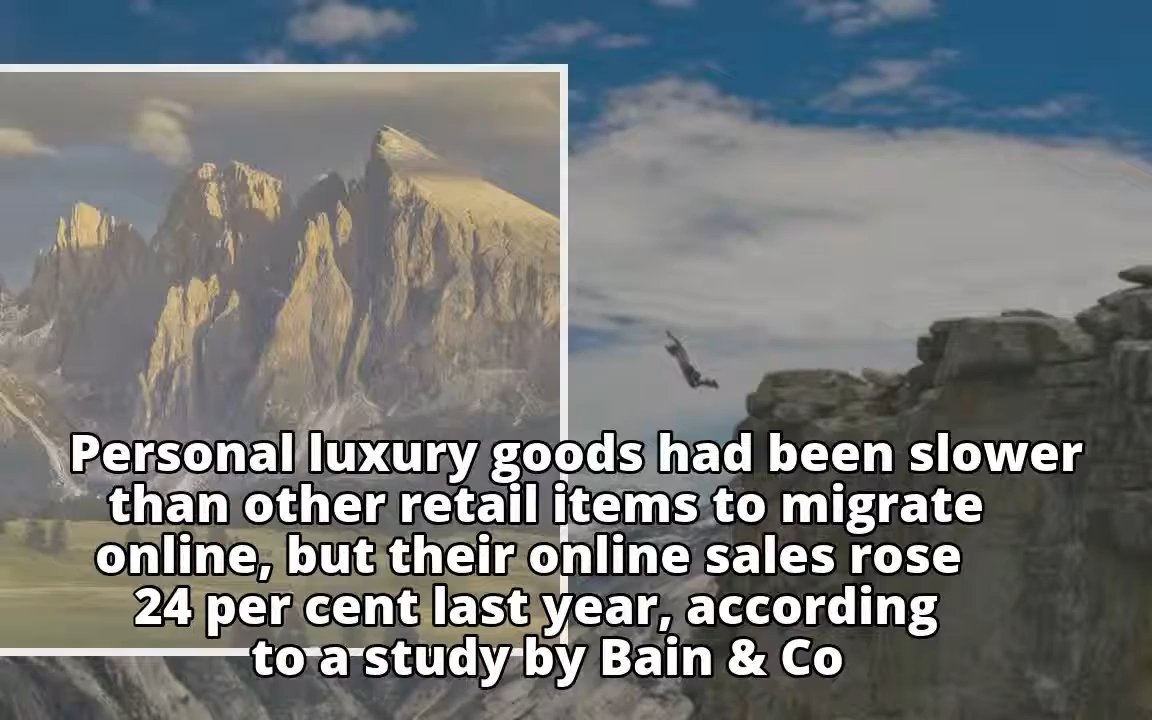 Personal luxury goods had been slower
than other retail items to migrate
online, but their online sales rose
24 per cent last year, according
to a study by Bain & Co